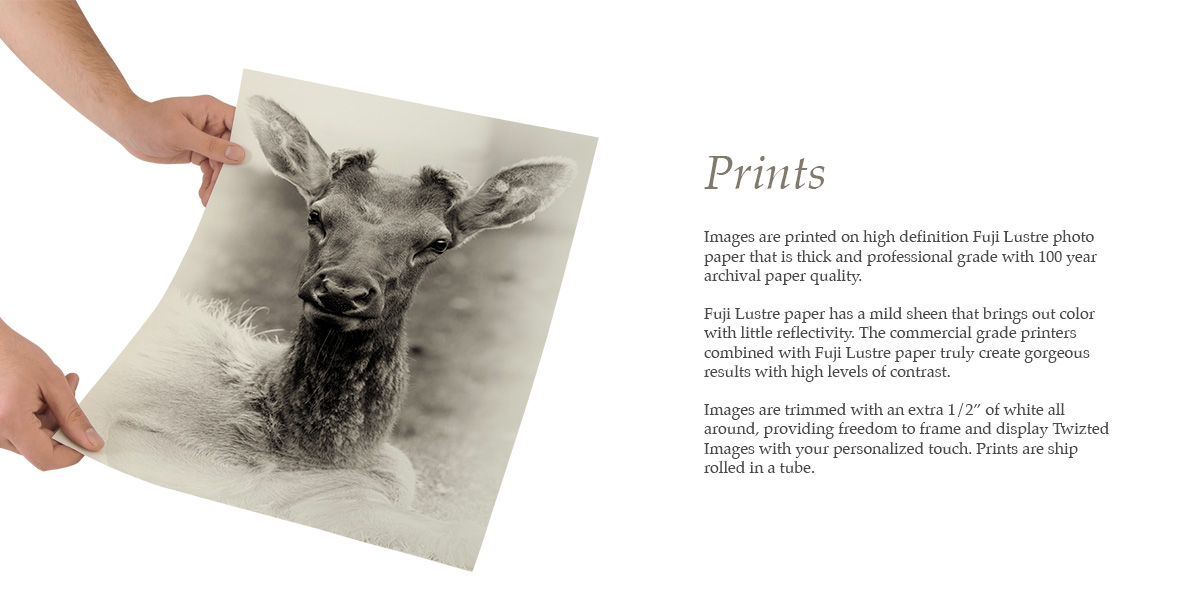 Prints
Images are printed on high definition Fuji Lustre photo
paper that is thick and professional grade with 100 year
archival paper quality.
Fuji Lustre paper has a mild sheen that brings out color
with little reflectivity. The commercial grade printers
combined with Fuji Lustre paper truly create gorgeous
results with high levels of contrast.
Images are trimmed with an extra 1/2” of white all
around, providing freedom to frame and display Twizted
Images with your personalized touch. Prints are ship
rolled in a tube.